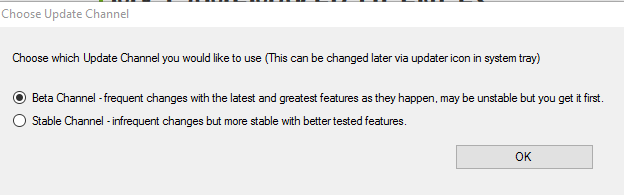 Choose Update Channel
Choose which Update Channel you would like to use (This can be changed later via updater icon in system tray)
Beta Channel - frequent changes with the latest and greatest features as they happen, may be unstable but you get it first.
Stable Channel - infrequent changes but more stable with better tested features.
OK